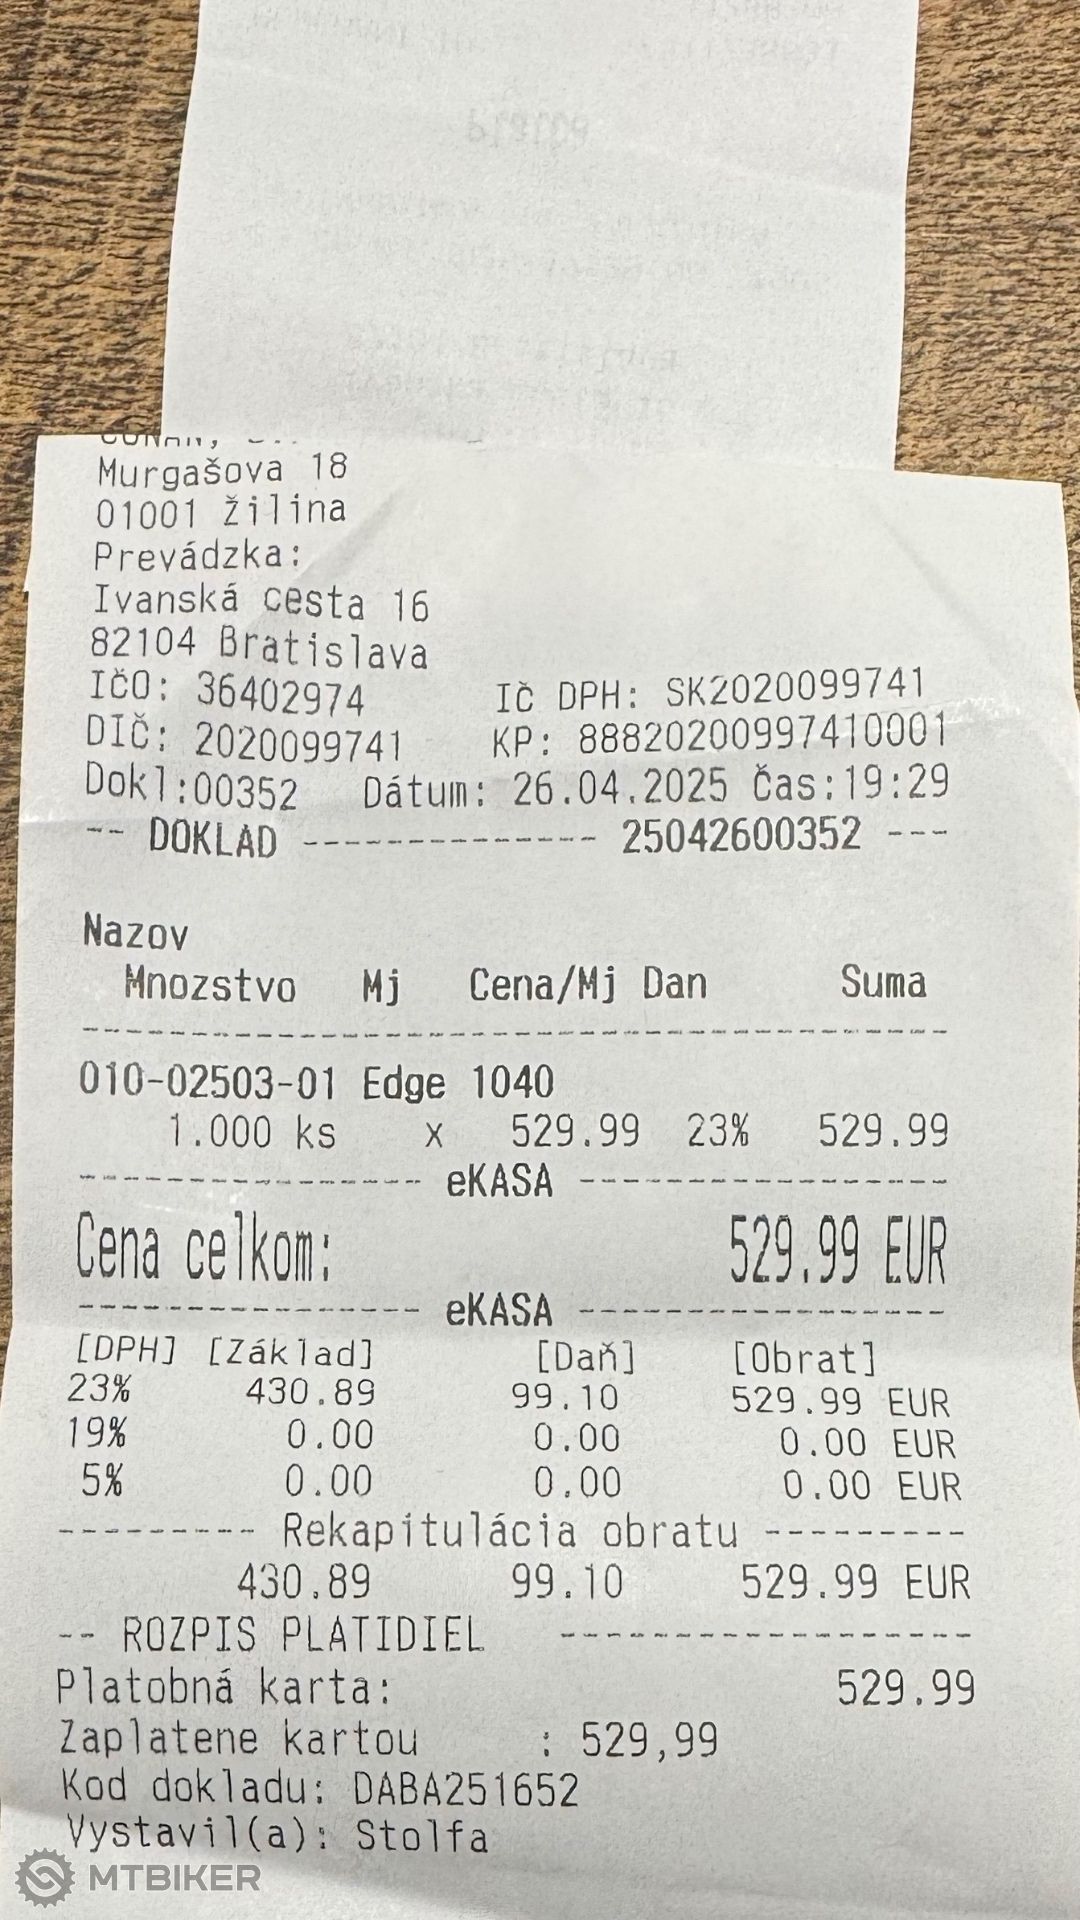 Murgašova 18
01001 Žilina
Prevádzka:
Ivanská cesta 16
82104 Bratislava
IČO: 36402974 IČ DPH: SK2020099741
DIČ: 2020099741 KP: 88820200997410001
Dokl:00352 Dátum: 26.04.2025 Čas:19:29
-- DOKLAD -------------- 25042600352 ---
Nazov
Mnozstvo Mj Cena/Mj Dan Suma
----------------------------------------
010-02503-01 Edge 1040
1.000 ks x 529.99 23% 529.99
---------------- eKASA -----------------
Cena celkom: 529.99 EUR
---------------- eKASA -----------------
[DPH] [Základ] [Daň] [Obrat]
23% 430.89 99.10 529.99 EUR
19% 0.00 0.00 0.00 EUR
5% 0.00 0.00 0.00 EUR
--------- Rekapitulácia obratu ---------
430.89 99.10 529.99 EUR
-- ROZPIS PLATIDIEL ------------------
Platobná karta: 529.99
Zaplatene kartou : 529,99
Kod dokladu: DABA251652
Vystavil(a): Stolfa
MTBIKER